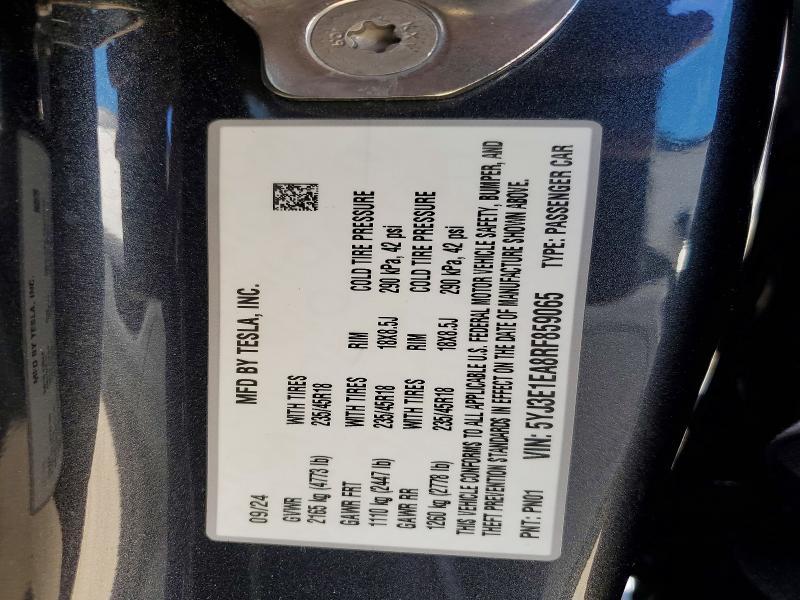 MFD BY TESLA, INC.
09/24
GVWR WITH TIRES RIM COLD TIRE PRESSURE
2165 kg (4773 lb) 235/45R18 18X8.5J 290 kPa, 42 psi
GAWR FRT WITH TIRES RIM COLD TIRE PRESSURE
1110 kg (2447 lb) 235/45R18 18X8.5J 290 kPa, 42 psi
GAWR RR
1260 kg (2778 lb) 235/45R18
THIS VEHICLE CONFORMS TO ALL APPLICABLE U.S. FEDERAL MOTOR VEHICLE SAFETY, BUMPER, AND
THEFT PREVENTION STANDARDS IN EFFECT ON THE DATE OF MANUFACTURE SHOWN ABOVE.
PNT: PN01 VIN: 5YJ3E1EA8RF859065 TYPE: PASSENGER CAR
MFD BY TESLA, INC.